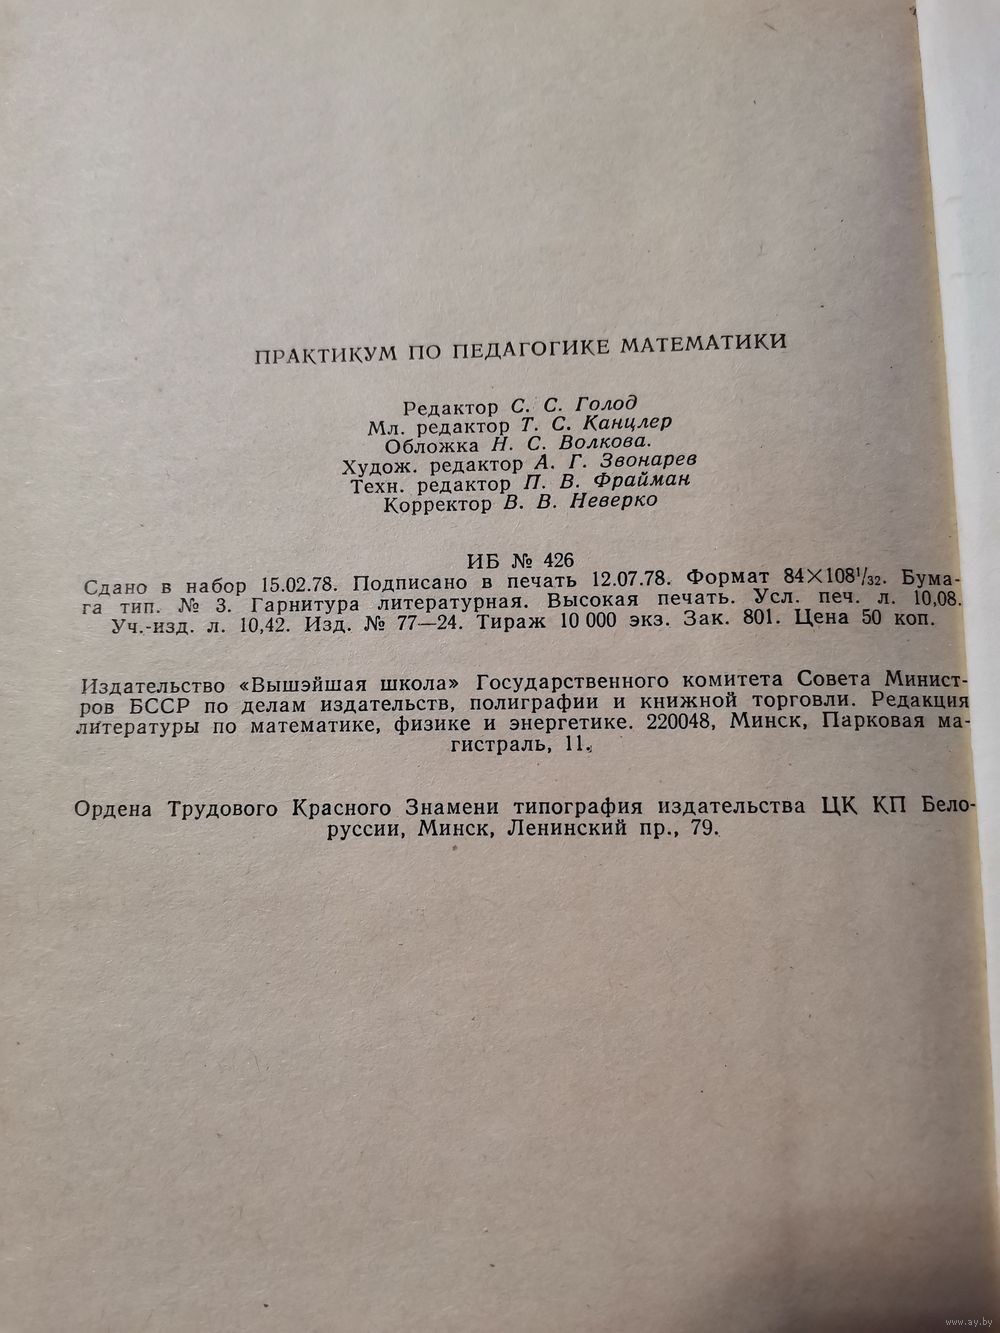 ПРАКТИКУМ ПО ПЕДАГОГИКЕ МАТЕМАТИКИ
Редактор С. С. Голод
Мл. редактор Т. С. Канцлер
Обложка Н. С. Волкова.
Худож. редактор А. Г. Звонарев
Техн. редактор П. В. Фрайман
Корректор В. В. Неверко
ИБ № 426
Сдано в набор 15.02.78. Подписано в печать 12.07.78. Формат 84×108¹/₃₂. Бума-
га тип. № 3. Гарнитура литературная. Высокая печать. Усл. печ. л. 10,08.
Уч.-изд. л. 10,42. Изд. № 77—24. Тираж 10 000 экз. Зак. 801. Цена 50 коп.
Издательство «Вышэйшая школа» Государственного комитета Совета Минист-
ров БССР по делам издательств, полиграфии и книжной торговли. Редакция
литературы по математике, физике и энергетике. 220048, Минск, Парковая ма-
гистраль, 11.
Ордена Трудового Красного Знамени типография издательства ЦК КП Бело-
руссии, Минск, Ленинский пр., 79.
www.ay.by